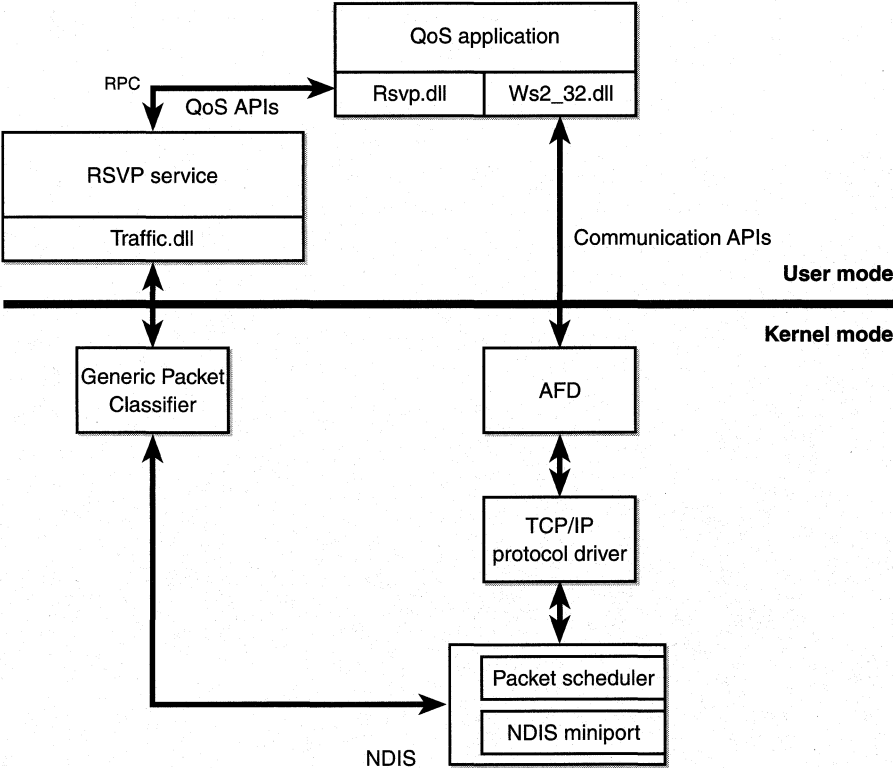 QoS application
RPC
QoS APIs
Rsvp.dll
Ws2_32.dll
RSVP service
Traffic.dll
Communication APIs
User mode
Kernel mode
Generic Packet
Classifier
AFD
TCP/IP
protocol driver
Packet scheduler
NDIS miniport
NDIS